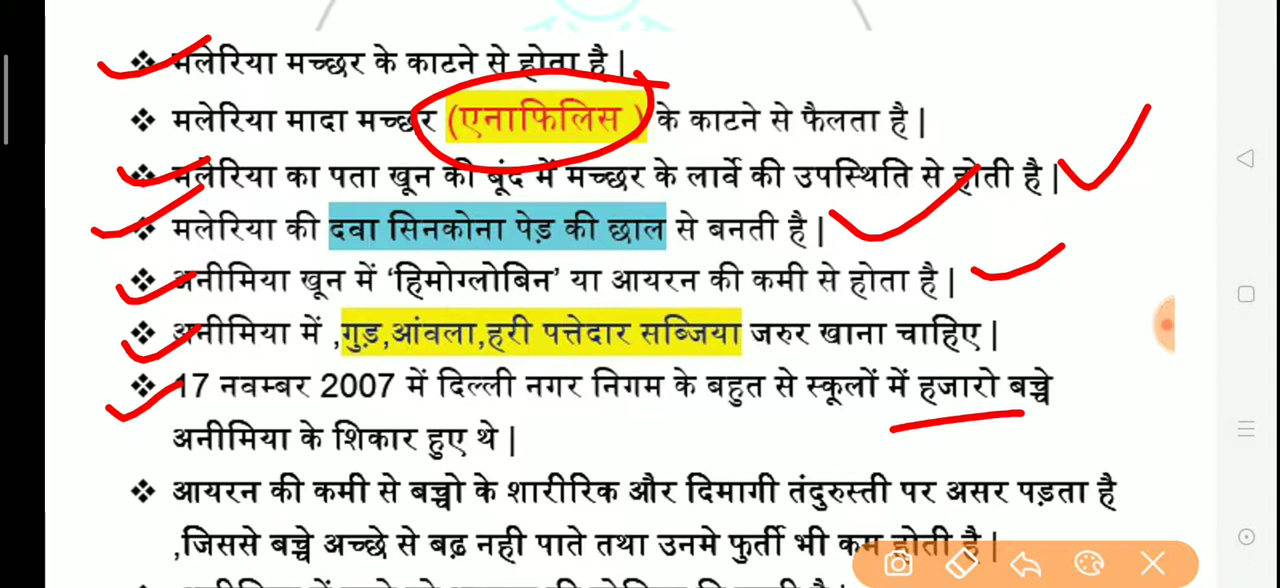 ❖ मलेरिया मच्छर के काटने से होता है |
❖ मलेरिया मादा मच्छर (एनाफिलिस ) के काटने से फैलता है |
❖ मलेरिया का पता खून की बूंद में मच्छर के लार्वे की उपस्थिति से होती है |
❖ मलेरिया की दवा सिनकोना पेड़ की छाल से बनती है |
❖ अनीमिया खून में ‘हिमोग्लोबिन’ या आयरन की कमी से होता है |
❖ अनीमिया में ,गुड़,आंवला,हरी पत्तेदार सब्जिया जरुर खाना चाहिए |
❖ 17 नवम्बर 2007 में दिल्ली नगर निगम के बहुत से स्कूलों में हजारो बच्चे
अनीमिया के शिकार हुए थे |
❖ आयरन की कमी से बच्चो के शारीरिक और दिमागी तंदुरुस्ती पर असर पड़ता है
,जिससे बच्चे अच्छे से बढ़ नही पाते तथा उनमे फुर्ती भी कम होती है |